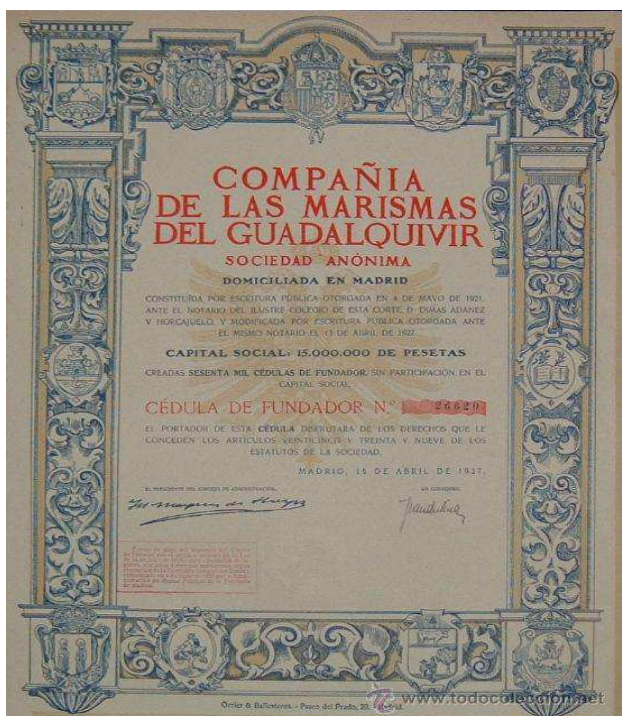 COMPAÑIA
DE LAS MARISMAS
DEL GUADALQUIVIR
SOCIEDAD ANÓNIMA
DOMICILIADA EN MADRID
CONSTITUÍDA POR ESCRITURA PÚBLICA OTORGADA EN 4 DE MAYO DE 1921,
ANTE EL NOTARIO DEL ILUSTRE COLEGIO DE ESTA CORTE, D. DIMAS ADANEZ
Y HORCAJUELO, Y MODIFICADA POR ESCRITURA PÚBLICA OTORGADA ANTE
EL MISMO NOTARIO EL 13 DE ABRIL DE 1927.
CAPITAL SOCIAL: 15.000.000 DE PESETAS
CREADAS SESENTA MIL CÉDULAS DE FUNDADOR, SIN PARTICIPACIÓN EN EL
CAPITAL SOCIAL
CÉDULA DE FUNDADOR N.º 26620
EL PORTADOR DE ESTA CÉDULA DISFRUTARÁ DE LOS DERECHOS QUE LE
CONCEDEN LOS ARTÍCULOS VEINTICINCO Y TREINTA Y NUEVE DE LOS
ESTATUTOS DE LA SOCIEDAD.
MADRID, 15 DE ABRIL DE 1927.
EL PRESIDENTE DEL CONSEJO DE ADMINISTRACIÓN, UN CONSEJERO,
Orrier & Ballesteros. - Paseo del Prado, 20. Madrid.
www.todocoleccion.net